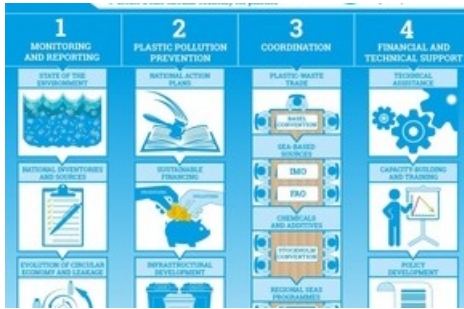 1
MONITORING
AND REPORTING
STATE OF THE
ENVIRONMENT
NATIONAL INVENTORIES
AND SOURCES
EVOLUTION OF CIRCULAR
ECONOMY AND LEAKAGE
2
PLASTIC POLLUTION
PREVENTION
NATIONAL ACTION
PLANS
SUSTAINABLE
FINANCING
INFRASTRUCTURAL
DEVELOPMENT
3
COORDINATION
PLASTIC-WASTE
TRADE
BASEL
CONVENTION
SEA-BASED
SOURCES
IMO
FAO
CHEMICALS
AND ADDITIVES
STOCKHOLM
CONVENTION
REGIONAL SEAS
PROGRAMMES
4
FINANCIAL AND
TECHNICAL SUPPORT
TECHNICAL
ASSISTANCE
CAPACITY BUILDING
AND TRAINING
POLICY
DEVELOPMENT